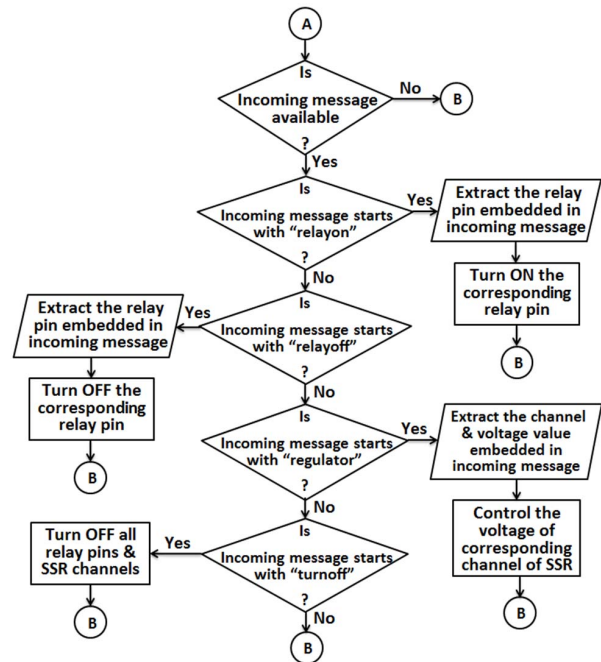 A
Is
Incoming message
available
?
No
B
Yes
Is
Incoming message starts
with “relayon”
?
Yes
Extract the relay
pin embedded in
incoming message
Turn ON the
corresponding
relay pin
B
No
Is
Incoming message starts
with “relayoff”
?
Yes
Extract the relay
pin embedded in
incoming message
Turn OFF the
corresponding
relay pin
B
No
Is
Incoming message starts
with “regulator”
?
Yes
Extract the channel
& voltage value
embedded in
incoming message
Control the
voltage of
corresponding
channel of SSR
B
No
Is
Incoming message starts
with “turnoff”
?
Yes
Turn OFF all
relay pins &
SSR channels
B
No
B